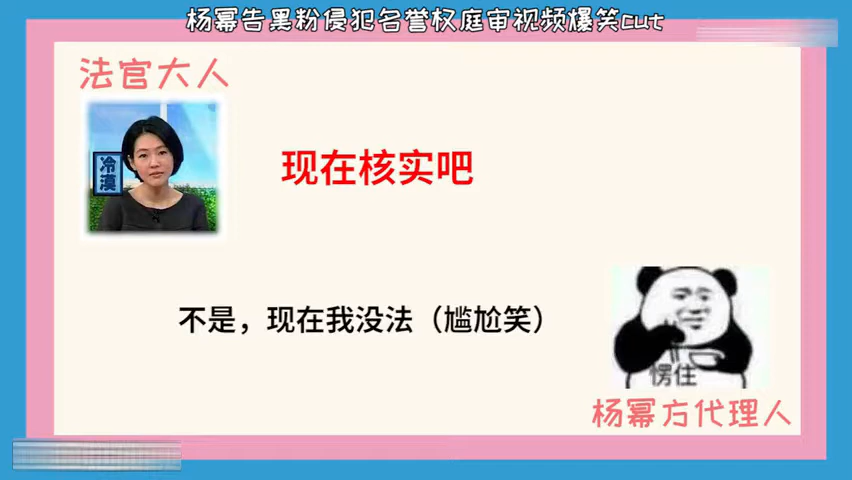 杨幂告黑粉侵犯名誉权庭审视频爆笑cut
法官大人
冷漠
现在核实吧
不是，现在我没法（尴尬笑）
愣住
杨幂方代理人